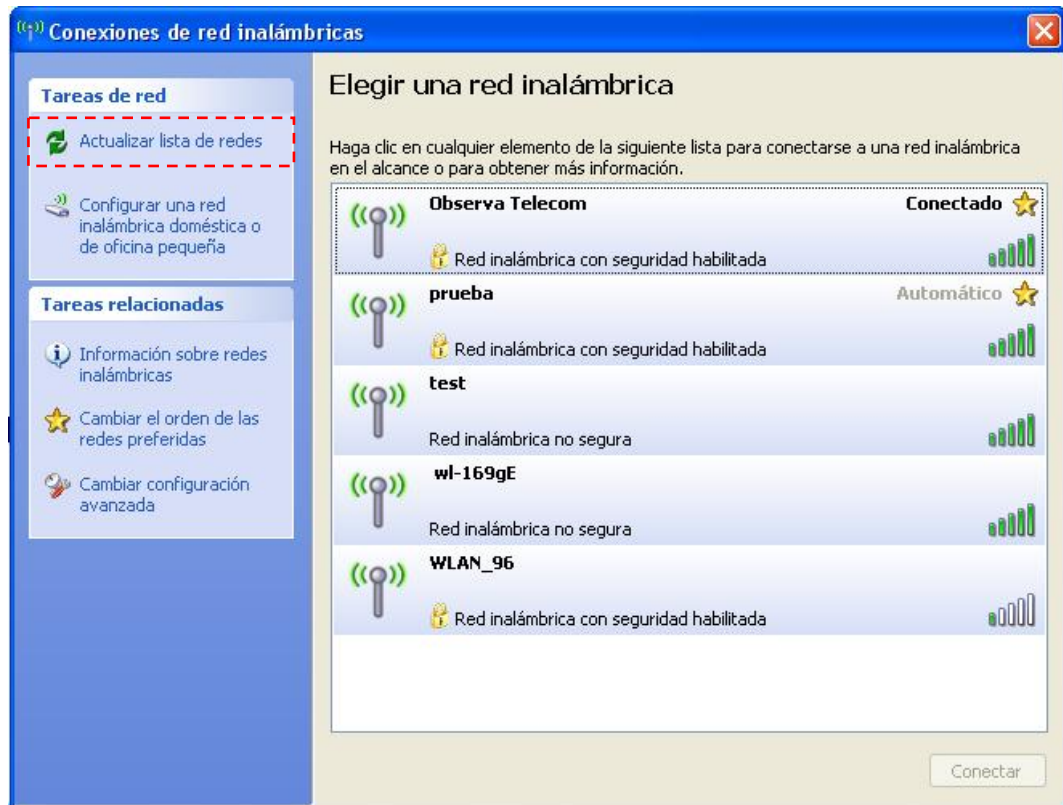 Conexiones de red inalámbricas
Tareas de red
Actualizar lista de redes
Configurar una red
inalámbrica doméstica o
de oficina pequeña
Tareas relacionadas
Información sobre redes
inalámbricas
Cambiar el orden de las
redes preferidas
Cambiar configuración
avanzada
Elegir una red inalámbrica
Haga clic en cualquier elemento de la siguiente lista para conectarse a una red inalámbrica
en el alcance o para obtener más información.
Observa Telecom Conectado
Red inalámbrica con seguridad habilitada
prueba Automático
Red inalámbrica con seguridad habilitada
test
Red inalámbrica no segura
wl-169gE
Red inalámbrica no segura
WLAN_96
Red inalámbrica con seguridad habilitada
Conectar